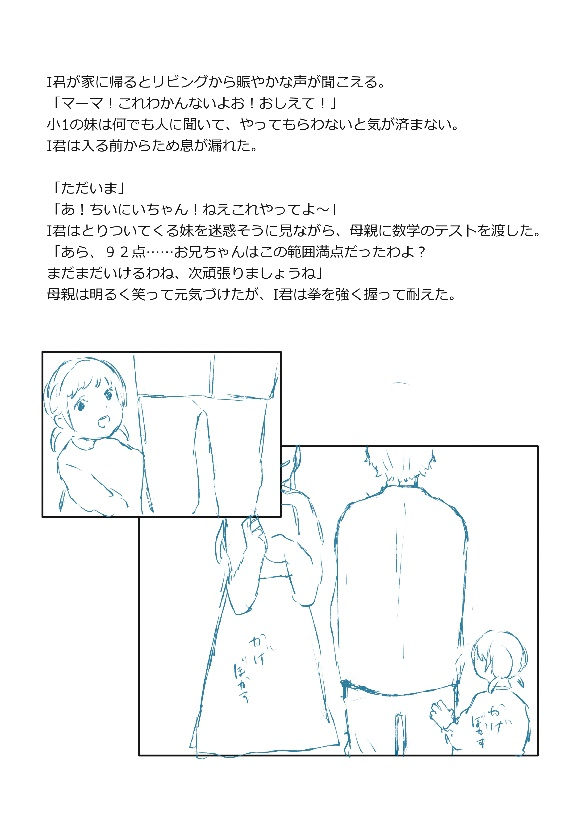 I君が家に帰るとリビングから賑やかな声が聞こえる。
「マーマ！これわかんないよお！おしえて！」
小1の妹は何でも人に聞いて、やってもらわないと気が済まない。
I君は入る前からため息が漏れた。
「ただいま」
「あ！ちいにいちゃん！ねえこれやってよ～」
I君はとりついてくる妹を迷惑そうに見ながら、母親に数学のテストを渡した。
「あら、９２点……お兄ちゃんはこの範囲満点だったわよ？
まだまだいけるわね、次頑張りましょうね」
母親は明るく笑って元気づけたが、I君は拳を強く握って耐えた。
かげ
ぼかす
かげ
ぼかす